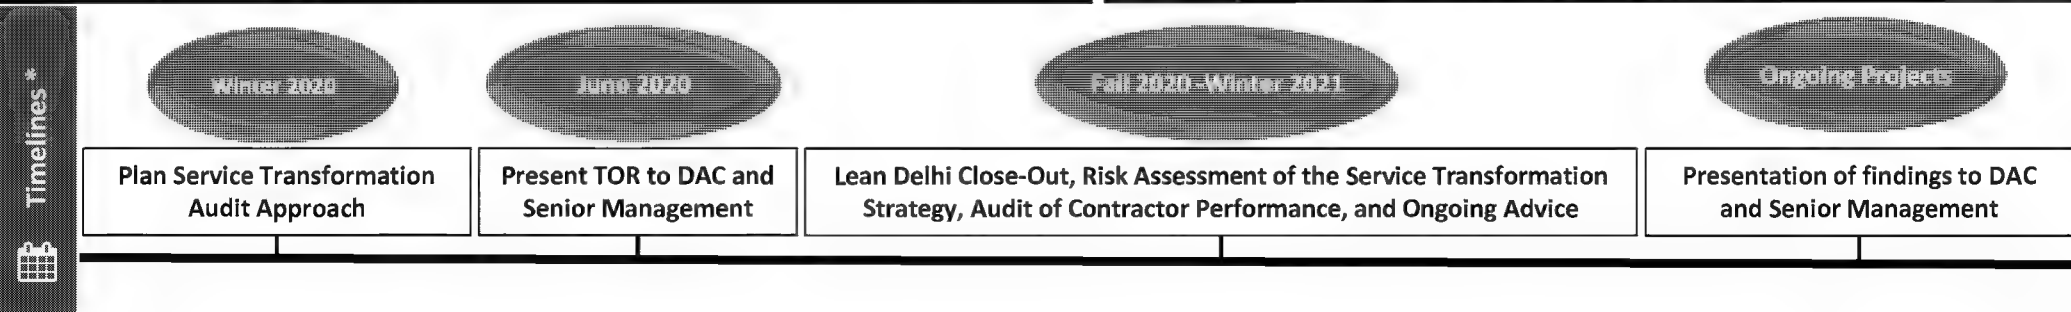 Timelines *
Winter 2020
June 2020
Fall 2020 -Winter 2021
Ongoing Projects
Plan Service Transformation
Audit Approach
Present TOR to DAC and
Senior Management
Lean Delhi Close-Out, Risk Assessment of the Service Transformation
Strategy, Audit of Contractor Performance, and Ongoing Advice
Presentation of findings to DAC
and Senior Management